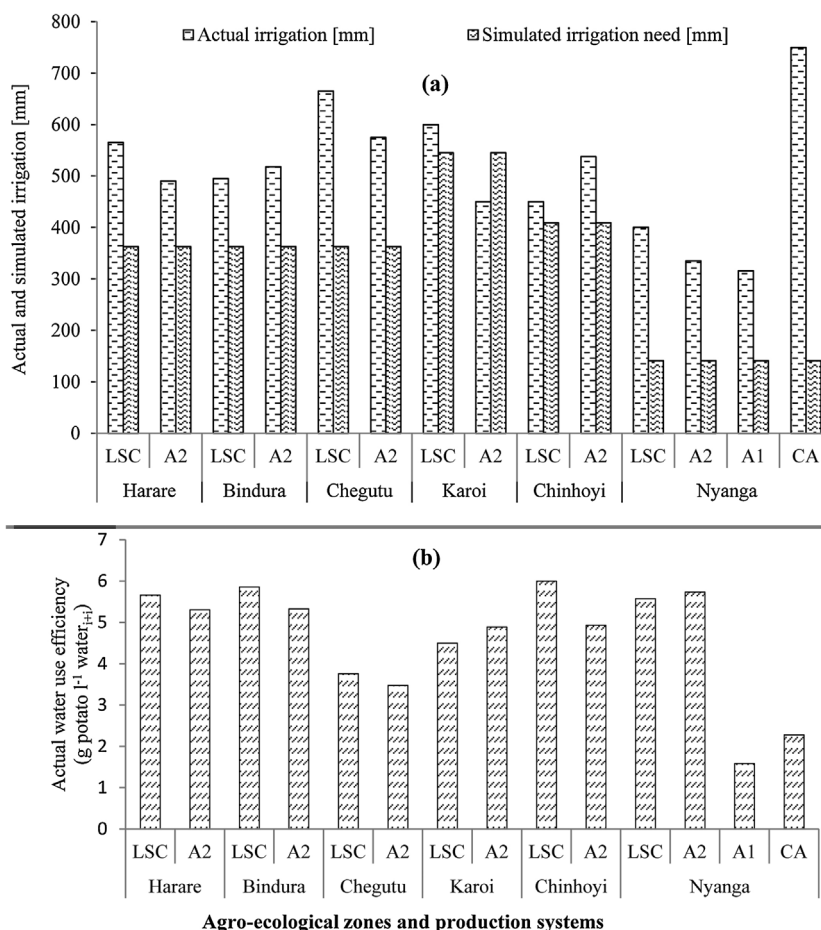 Actual and simulated irrigation [mm]
800
700
600
500
400
300
200
100
0
Actual irrigation [mm]
Simulated irrigation need [mm]
(a)
LSC A2 LSC A2 LSC A2 LSC A2 LSC A2 LSC A2 A1 CA
Harare Bindura Chegutu Karoi Chinhoyi Nyanga
Actual water use efficiency
(g potato l-1 water i+i)
7
6
5
4
3
2
1
0
(b)
LSC A2 LSC A2 LSC A2 LSC A2 LSC A2 LSC A2 A1 CA
Harare Bindura Chegutu Karoi Chinhoyi Nyanga
Agro-ecological zones and production systems